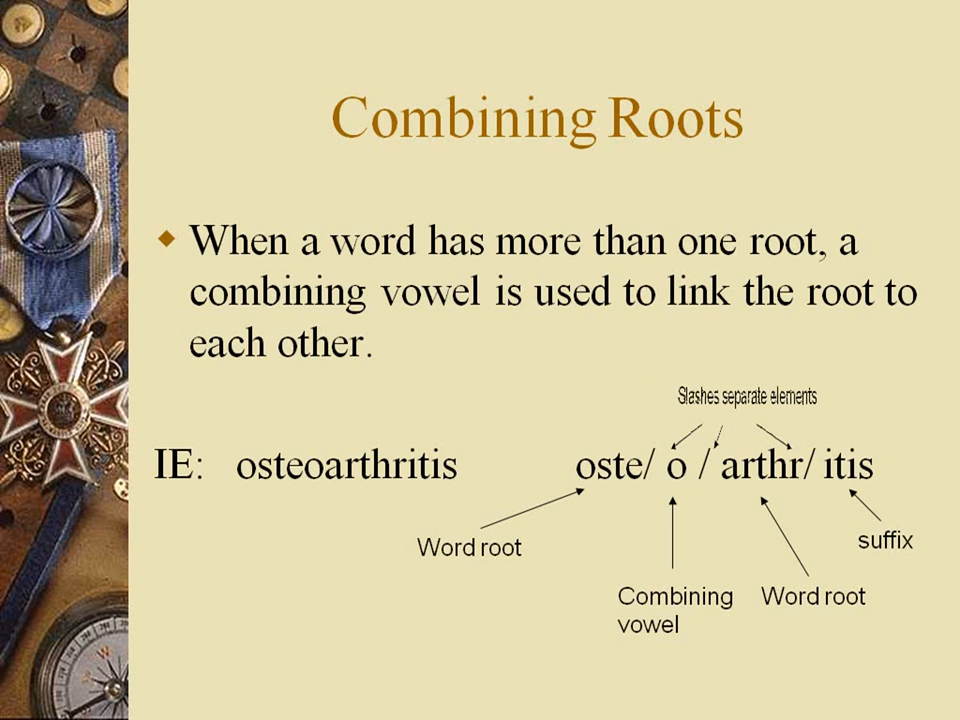 Combining Roots
When a word has more than one root, a
combining vowel is used to link the root to
each other.
Slashes separate elements
IE: osteoarthritis oste/ o / arthr/ itis
Word root
suffix
Combining
vowel
Word root